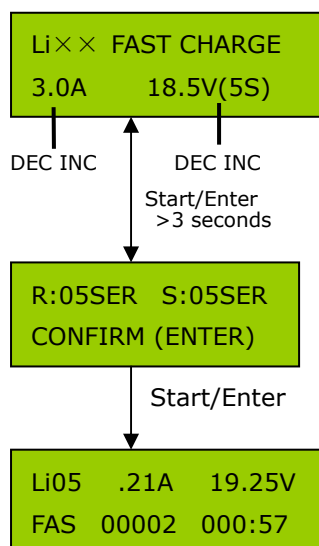 Li×× FAST CHARGE
3.0A 18.5V(5S)
DEC INC DEC INC
Start/Enter
>3 seconds
R:05SER S:05SER
CONFIRM (ENTER)
Start/Enter
Li05 .21A 19.25V
FAS 00002 000:57